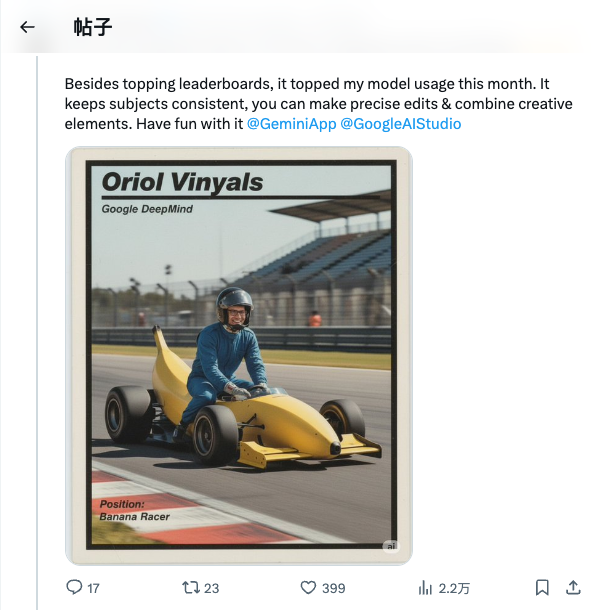 帖子
Besides topping leaderboards, it topped my model usage this month. It
keeps subjects consistent, you can make precise edits & combine creative
elements. Have fun with it @GeminiApp @GoogleAIStudio
Oriol Vinyals
Google DeepMind
Position:
Banana Racer
ai
17
23
399
2.2万